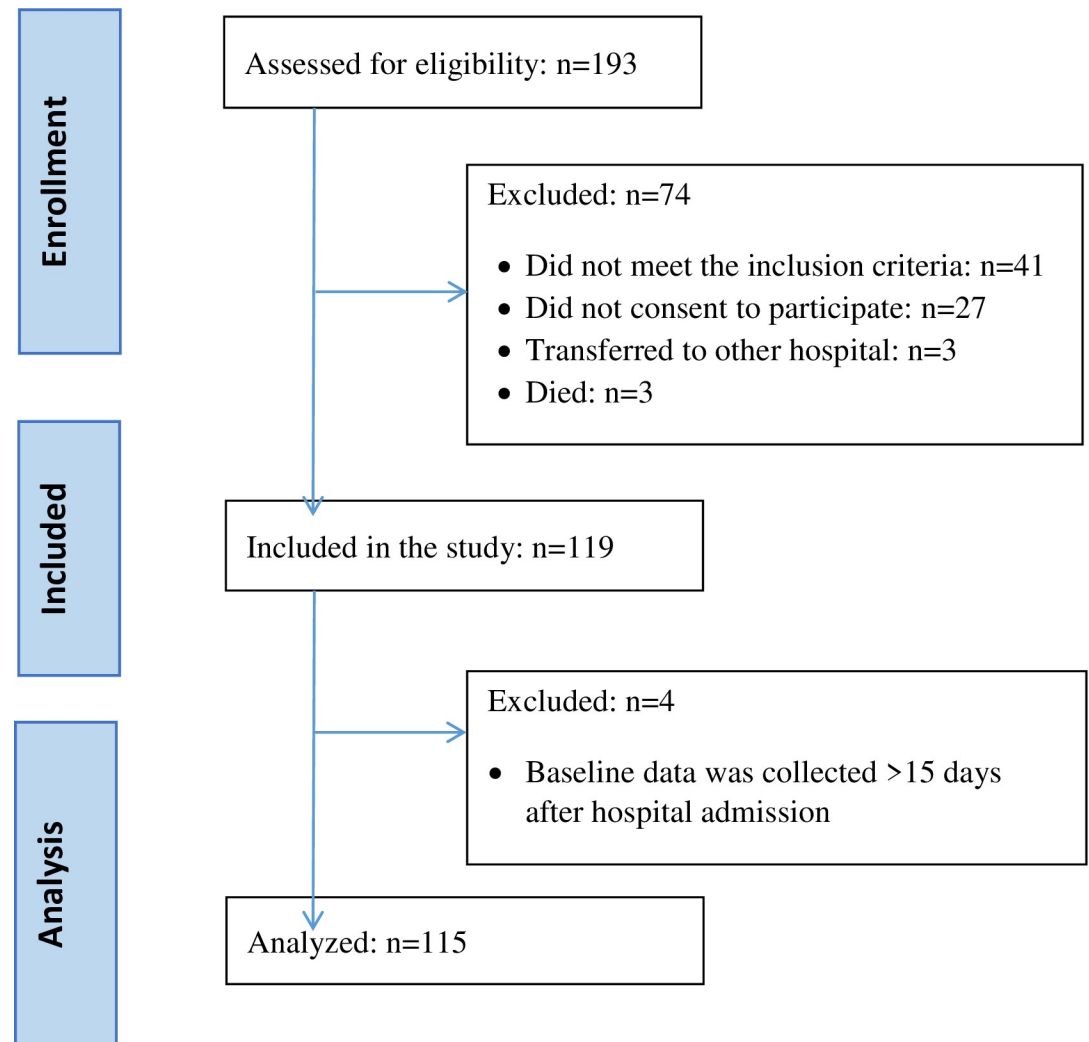 Enrollment
Assessed for eligibility: n=193
Excluded: n=74
• Did not meet the inclusion criteria: n=41
• Did not consent to participate: n=27
• Transferred to other hospital: n=3
• Died: n=3
Included
Included in the study: n=119
Excluded: n=4
• Baseline data was collected >15 days
after hospital admission
Analysis
Analyzed: n=115